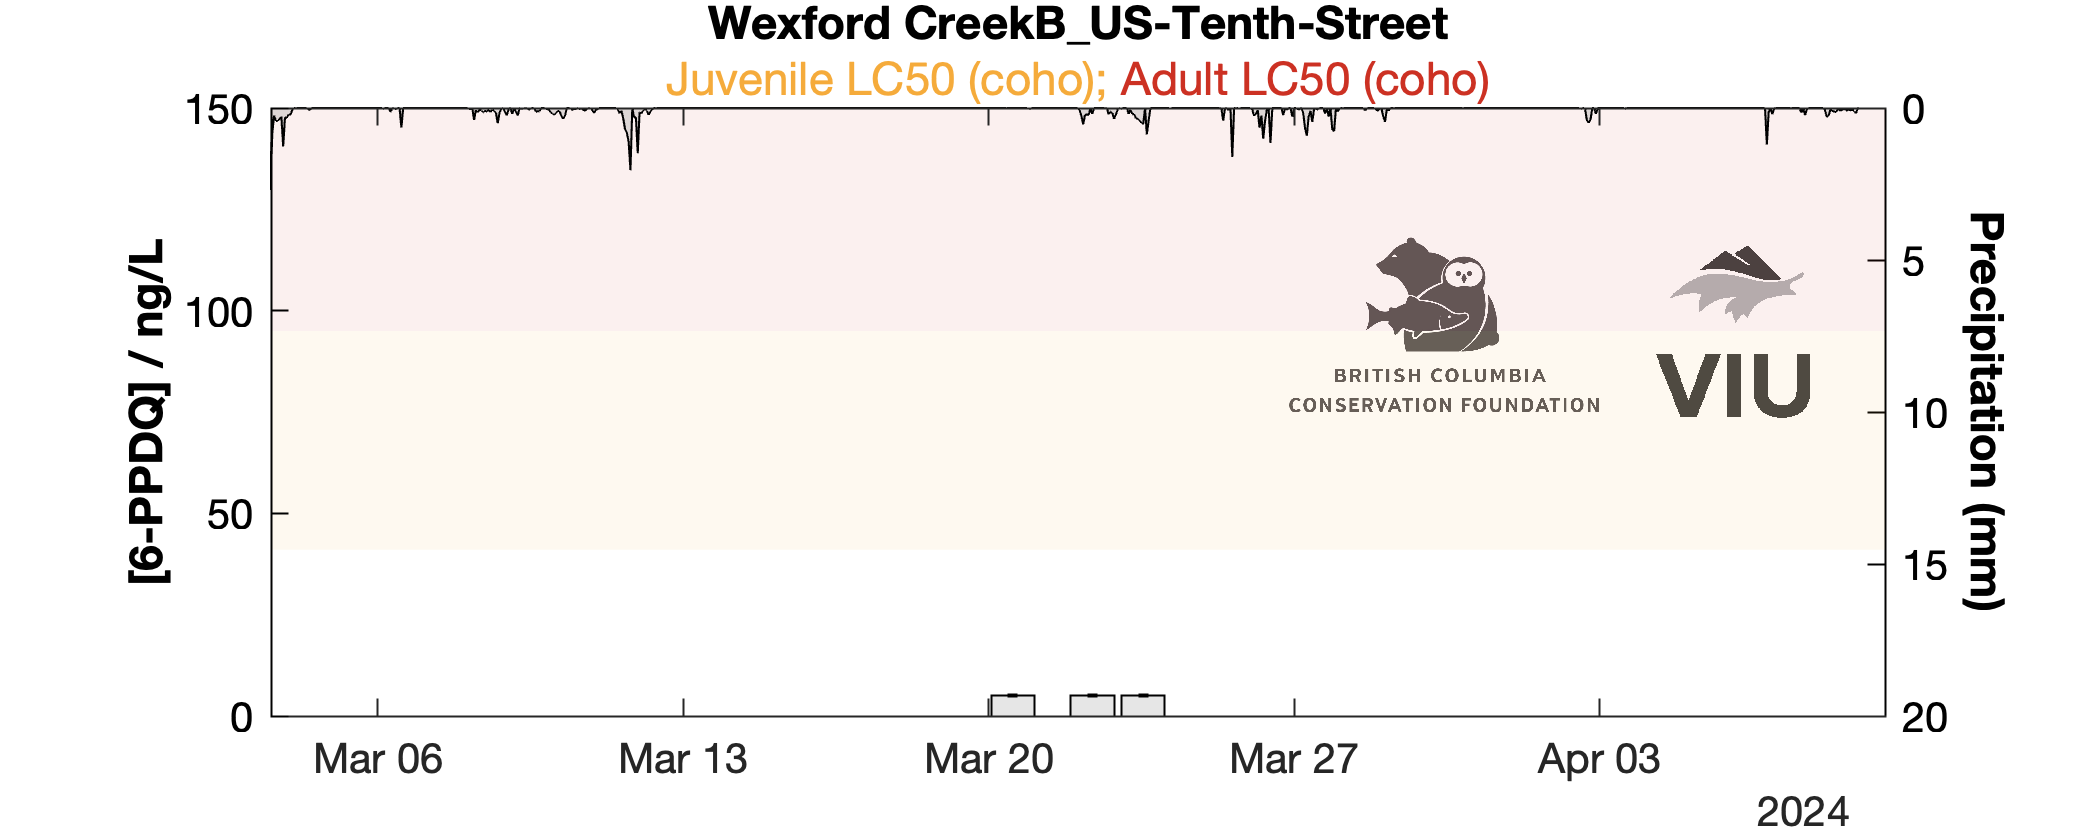 Wexford CreekB_US-Tenth-Street
Juvenile LC50 (coho); Adult LC50 (coho)
150
100
50
0
[6-PPDQ] / ng/L
0
5
10
15
20
Precipitation (mm)
BRITISH COLUMBIA
CONSERVATION FOUNDATION
VIU
Mar 06
Mar 13
Mar 20
Mar 27
Apr 03
2024